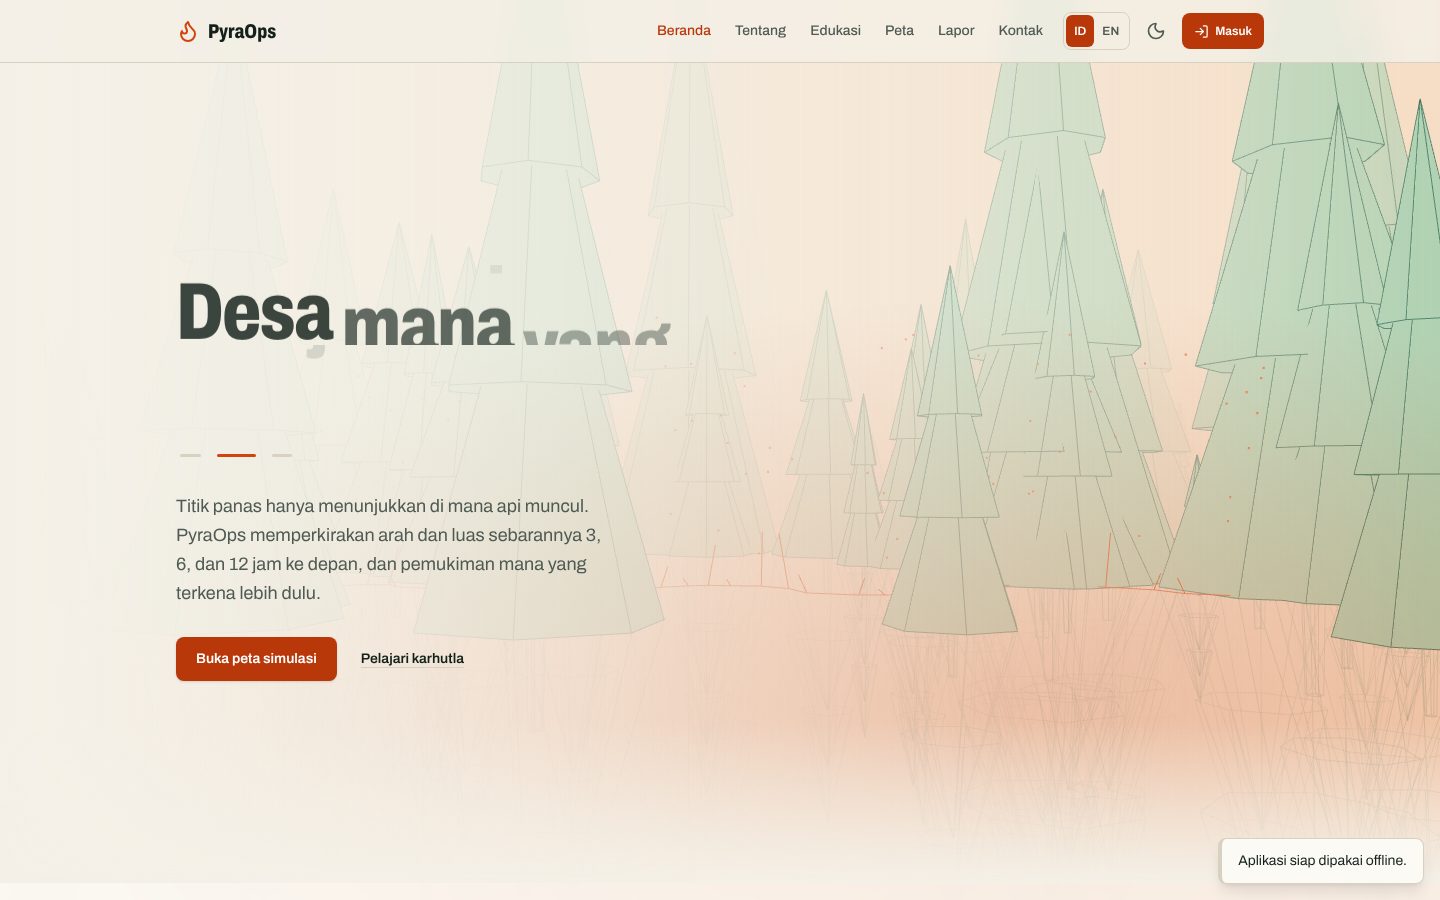 PyraOps
Beranda Tentang Edukasi Peta Lapor Kontak ID EN Masuk
Desa mana yang
Titik panas hanya menunjukkan di mana api muncul.
PyraOps memperkirakan arah dan luas sebarannya 3,
6, dan 12 jam ke depan, dan pemukiman mana yang
terkena lebih dulu.
Buka peta simulasi Pelajari karhutla
Aplikasi siap dipakai offline.